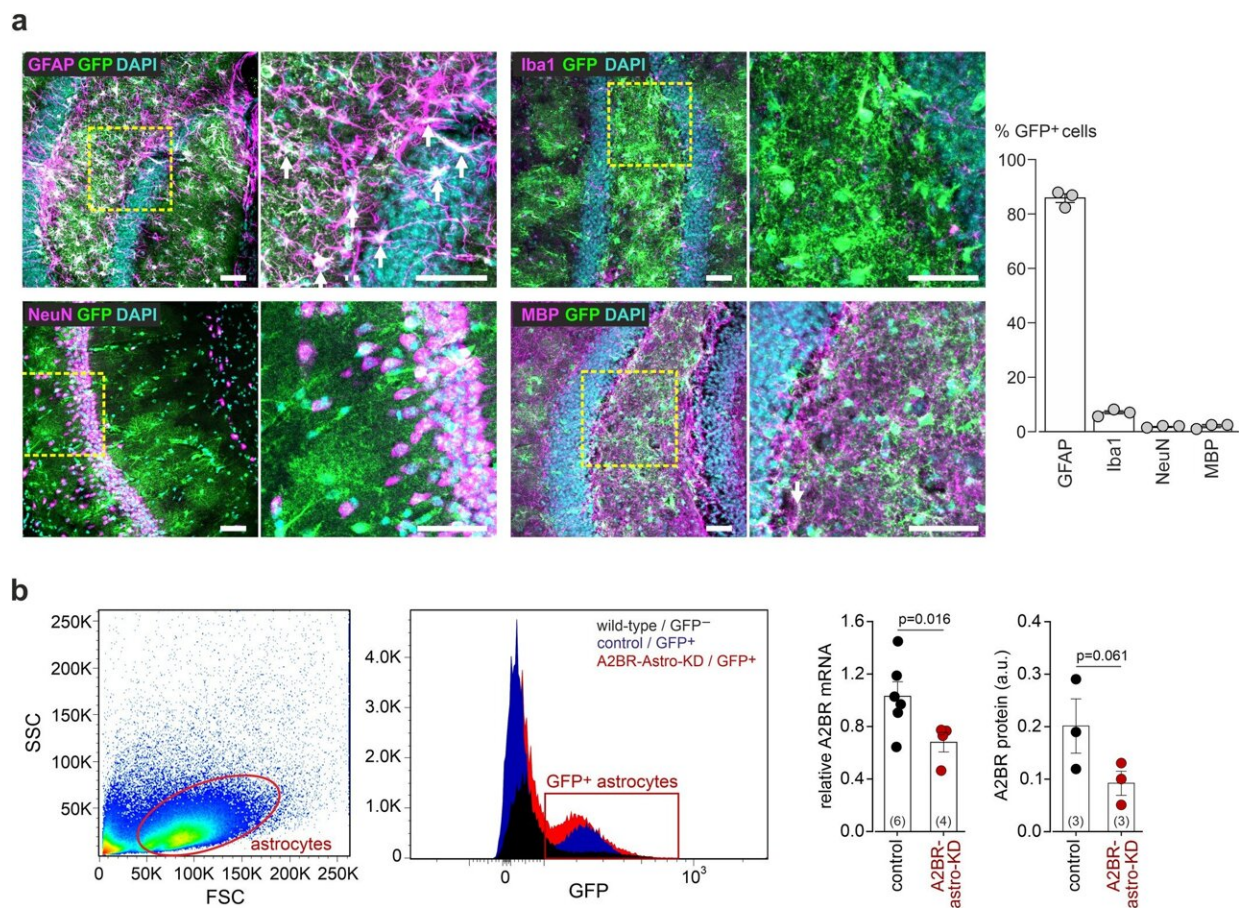 a
GFAP GFP DAPI
Iba1 GFP DAPI
NeuN GFP DAPI
MBP GFP DAPI
% GFP+ cells
100
80
60
40
20
0
GFAP
Iba1
NeuN
MBP
b
SSC
250K
200K
150K
100K
50K
0
50K
100K
150K
200K
250K
FSC
astrocytes
4.0K
3.0K
2.0K
1.0K
0
0
10³
GFP
wild-type / GFP⁻
control / GFP⁺
A2BR-Astro-KD / GFP⁺
GFP⁺ astrocytes
relative A2BR mRNA
1.6
1.2
0.8
0.4
0.0
p=0.016
(6)
(4)
control
A2BR-
astro-KD
A2BR protein (a.u.)
0.4
0.3
0.2
0.1
0.0
p=0.061
(3)
(3)
control
A2BR-
astro-KD